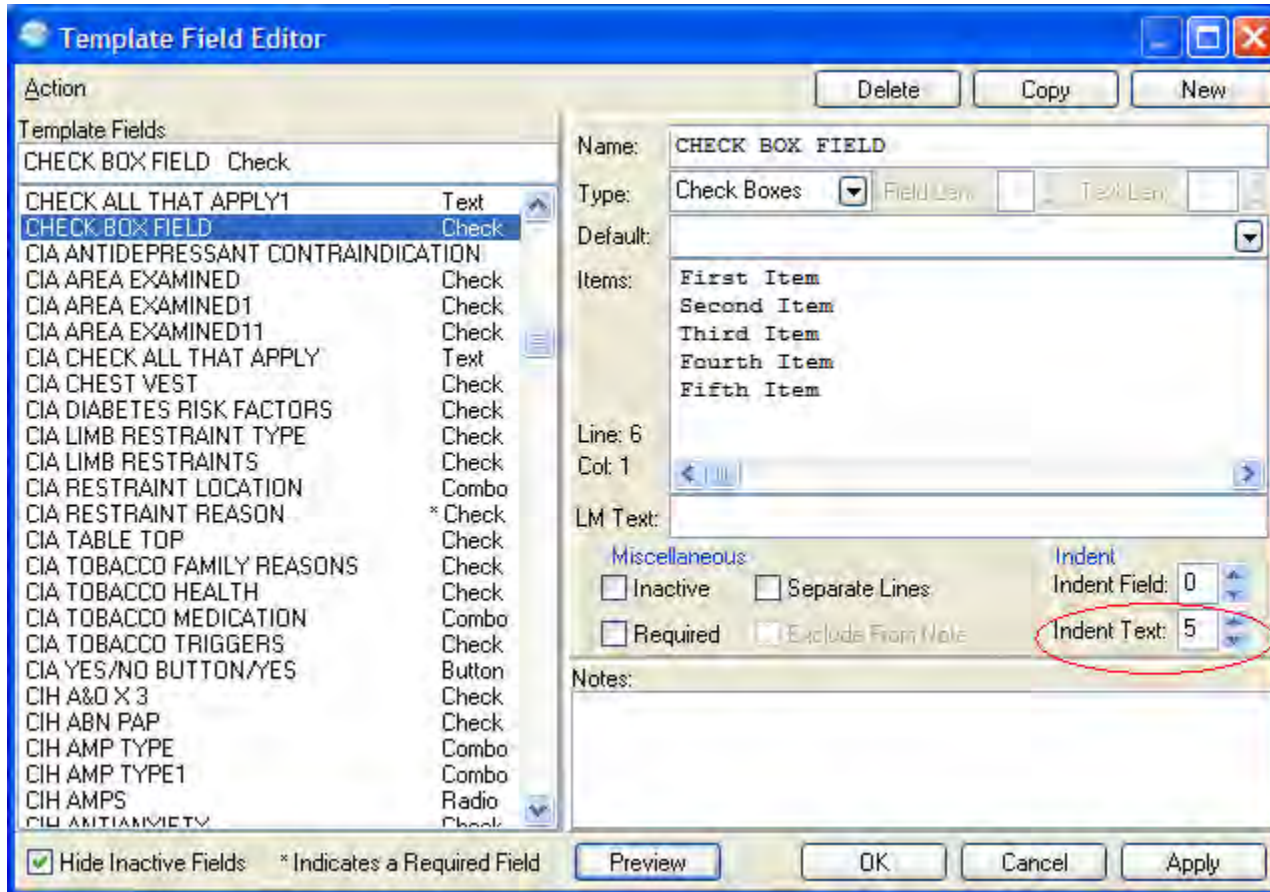 Template Field Editor
Action
Delete
Copy
New
Template Fields
CHECK BOX FIELD Check
CHECK ALL THAT APPLY1 Text
CHECK BOX FIELD Check
CIA ANTIDEPRESSANT CONTRAINDICATION
CIA AREA EXAMINED Check
CIA AREA EXAMINED1 Check
CIA AREA EXAMINED11 Check
CIA CHECK ALL THAT APPLY Text
CIA CHEST VEST Check
CIA DIABETES RISK FACTORS Check
CIA LIMB RESTRAINT TYPE Check
CIA LIMB RESTRAINTS Check
CIA RESTRAINT LOCATION Combo
CIA RESTRAINT REASON * Check
CIA TABLE TOP Check
CIA TOBACCO FAMILY REASONS Check
CIA TOBACCO HEALTH Check
CIA TOBACCO MEDICATION Combo
CIA TOBACCO TRIGGERS Check
CIA YES/NO BUTTON/YES Button
CIH A&O X 3 Check
CIH ABN PAP Check
CIH AMP TYPE Combo
CIH AMP TYPE1 Combo
CIH AMPS Radio
CIH ANTIANXIETY Check
Hide Inactive Fields * Indicates a Required Field
Name: CHECK BOX FIELD
Type: Check Boxes Field Len: Text Len:
Default:
Items:
First Item
Second Item
Third Item
Fourth Item
Fifth Item
Line: 6
Col: 1
LM Text:
Miscellaneous
Inactive Separate Lines
Required Exclude From Note
Indent
Indent Field: 0
Indent Text: 5
Notes:
Preview
OK
Cancel
Apply